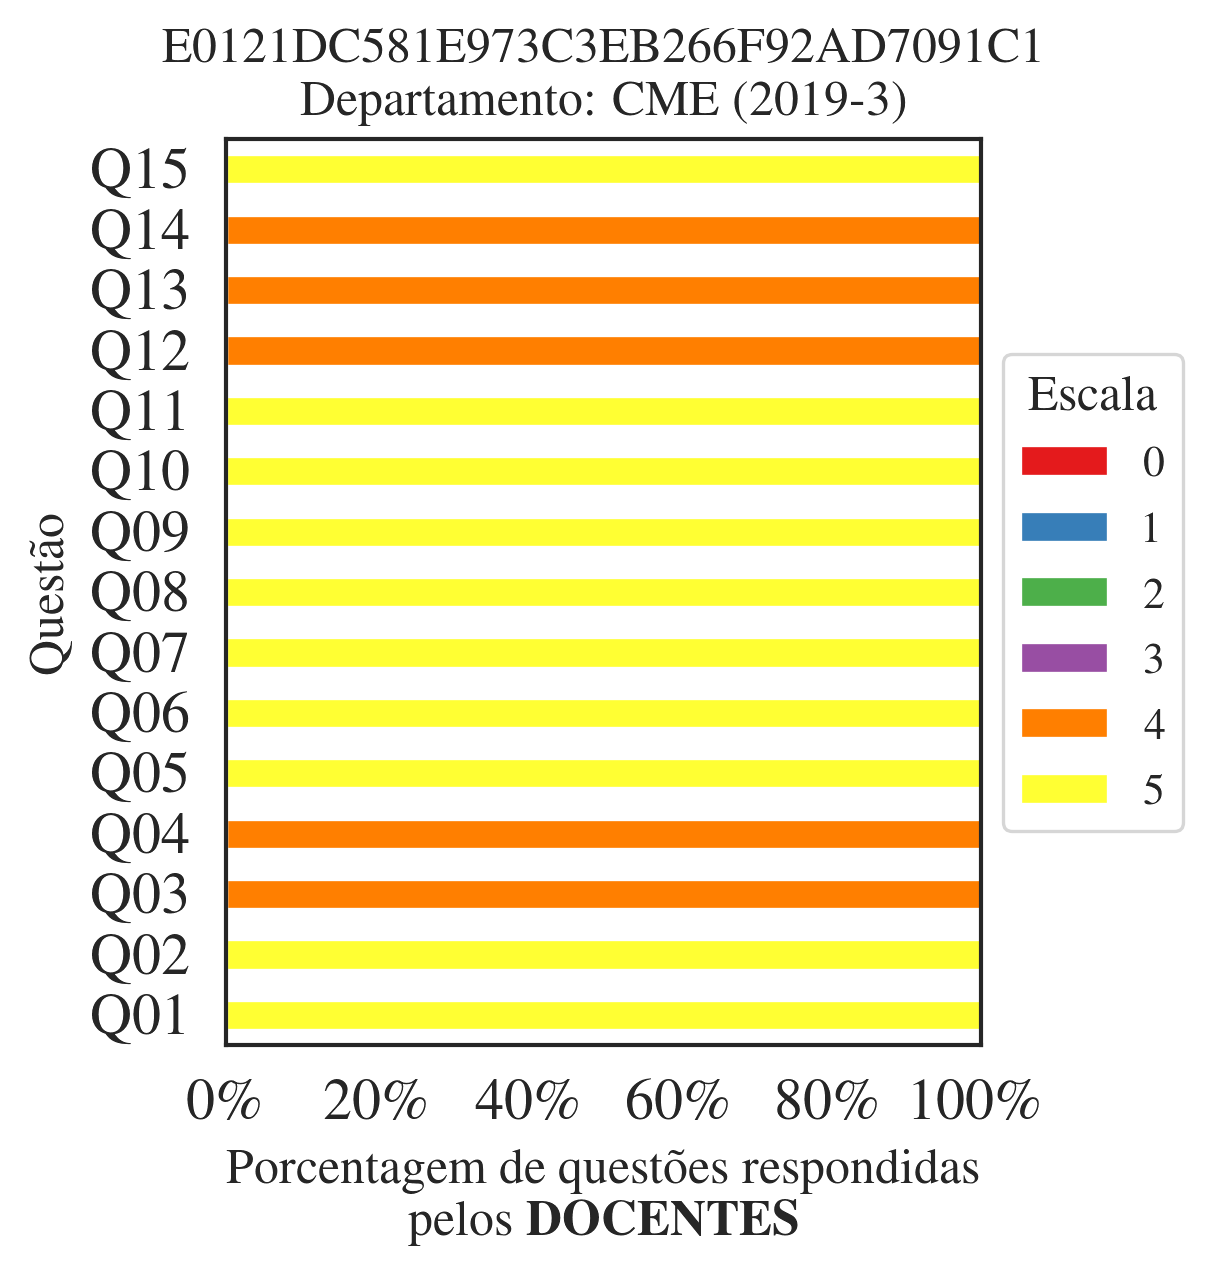 E0121DC581E973C3EB266F92AD7091C1
Departamento: CME (2019-3)
Q15
Q14
Q13
Q12
Q11
Q10
Q09
Q08
Q07
Q06
Q05
Q04
Q03
Q02
Q01
Questão
0% 20% 40% 60% 80% 100%
Porcentagem de questões respondidas
pelos DOCENTES
Escala
0
1
2
3
4
5